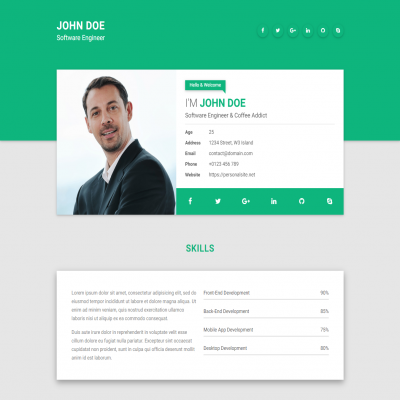 JOHN DOE
Software Engineer
Hello & Welcome
I'M JOHN DOE
Software Engineer & Coffee Addict
Age 25
Address 1234 Street, WS Island
Email contact@domain.com
Phone +0123 456 789
Website https://personalsite.net
SKILLS
Lorem ipsum dolor sit amet, consectetur adipisicing elit, sed do
eiusmod tempor incididunt ut labore et dolore magna aliqua. Ut
enim ad minim veniam, quis nostrud exercitation ullamco
laboris nisi ut aliquip ex ea commodo consequat.
Duis aute irure dolor in reprehenderit in voluptate velit esse
cillum dolore eu fugiat nulla pariatur. Excepteur sint occaecat
cupidatat non proident, sunt in culpa qui officia deserunt mollit
anim id est laborum.
Front-End Development 90%
Back-End Development 85%
Mobile App Development 75%
Desktop Development 80%